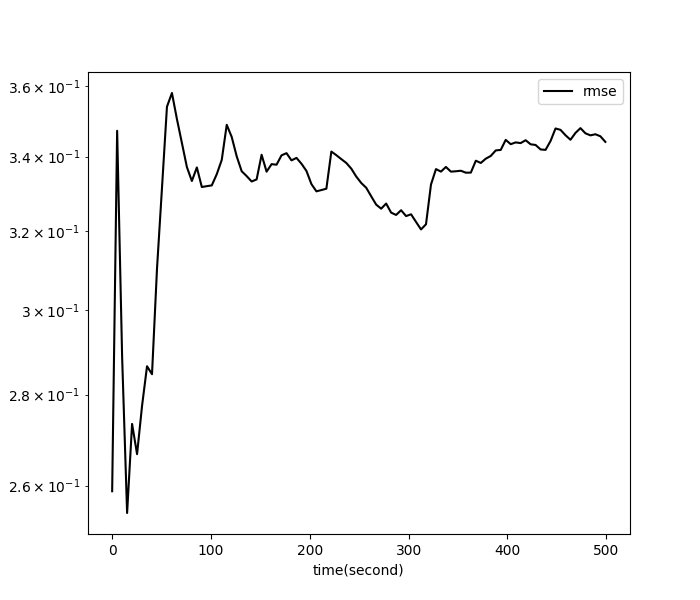 rmse
3.6 × 10⁻¹
3.4 × 10⁻¹
3.2 × 10⁻¹
3 × 10⁻¹
2.8 × 10⁻¹
2.6 × 10⁻¹
0 100 200 300 400 500
time(second)